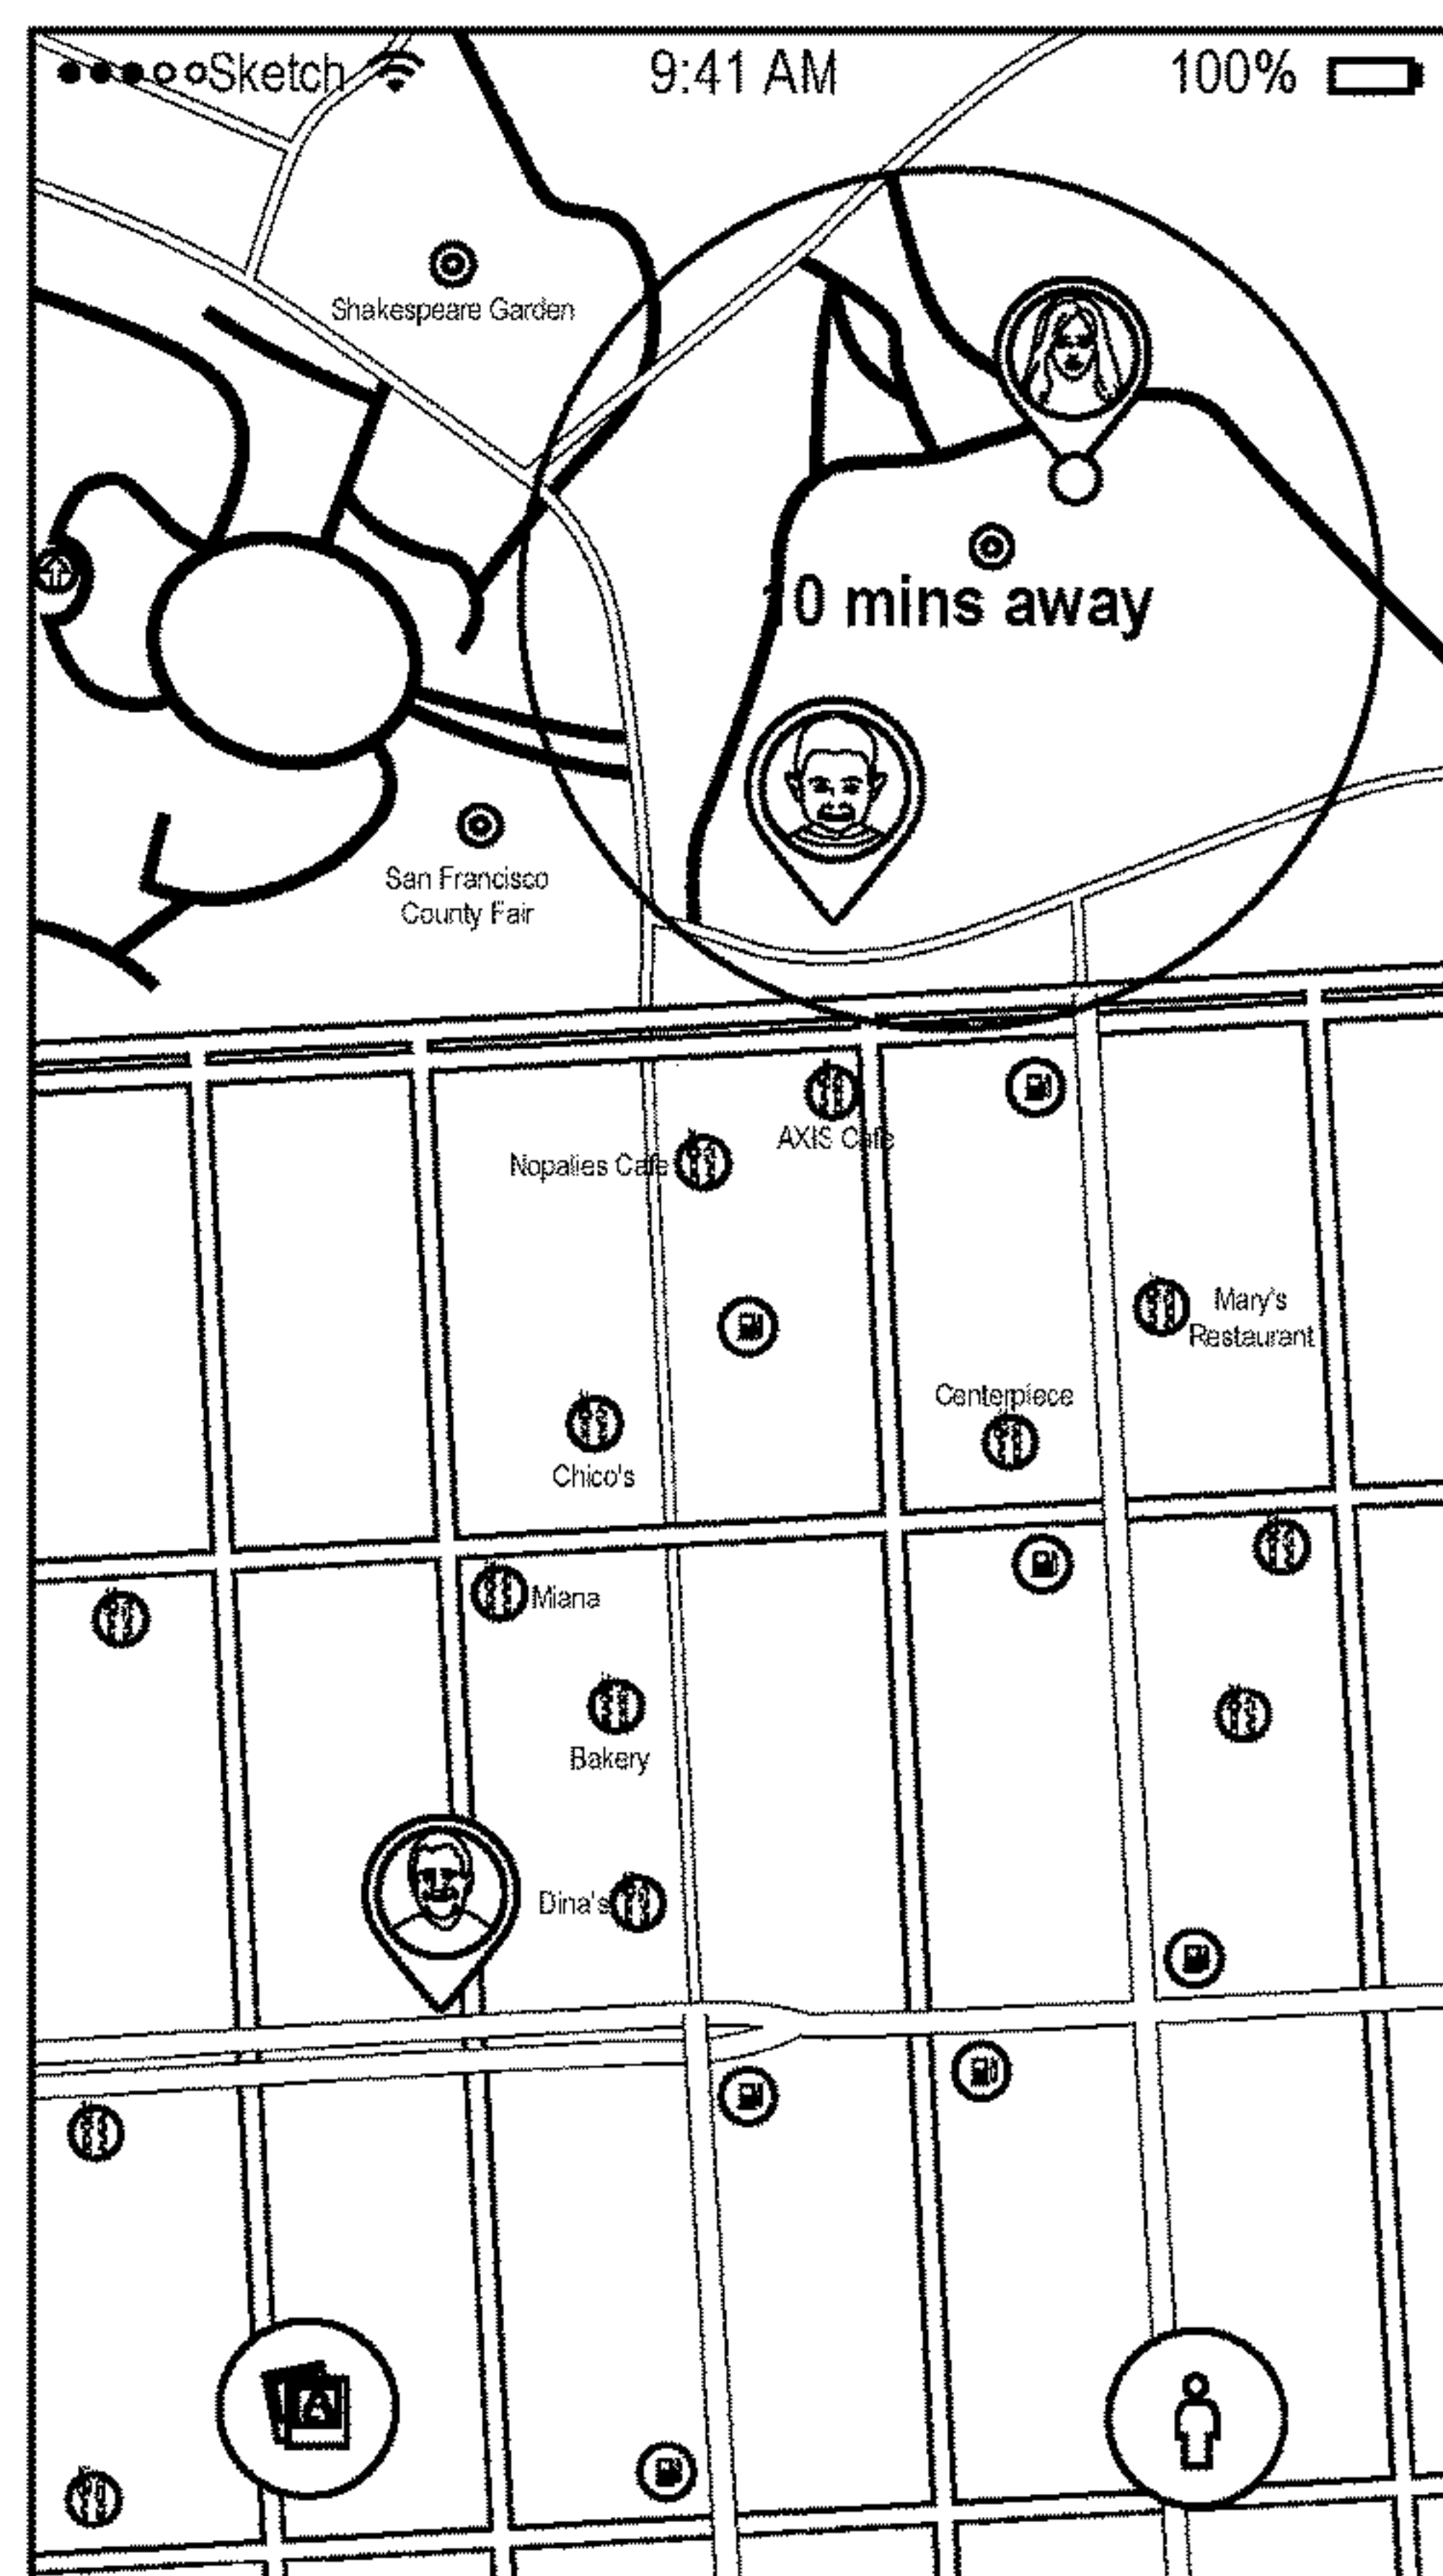 Sketch 9:41 AM 100%
Shakespeare Garden
10 mins away
San Francisco
County Fair
AXIS Cafe
Nopalies Cafe
Mary's
Restaurant
Centerpiece
Chico's
Miana
Bakery
Dina's